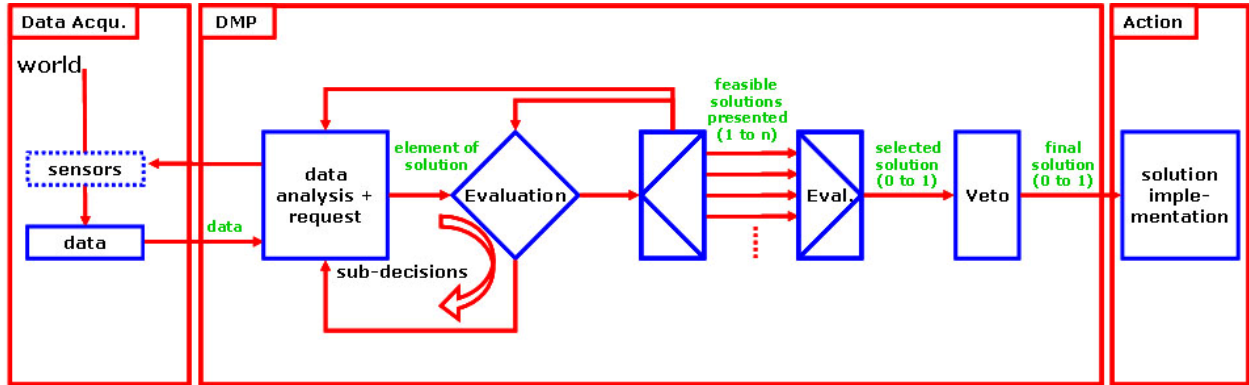 Data Acqu.
DMP
Action
world
sensors
data
data
data
analysis +
request
element of
solution
Evaluation
sub-decisions
feasible
solutions
presented
(1 to n)
Eval.
selected
solution
(0 to 1)
Veto
final
solution
(0 to 1)
solution
imple-
mentation